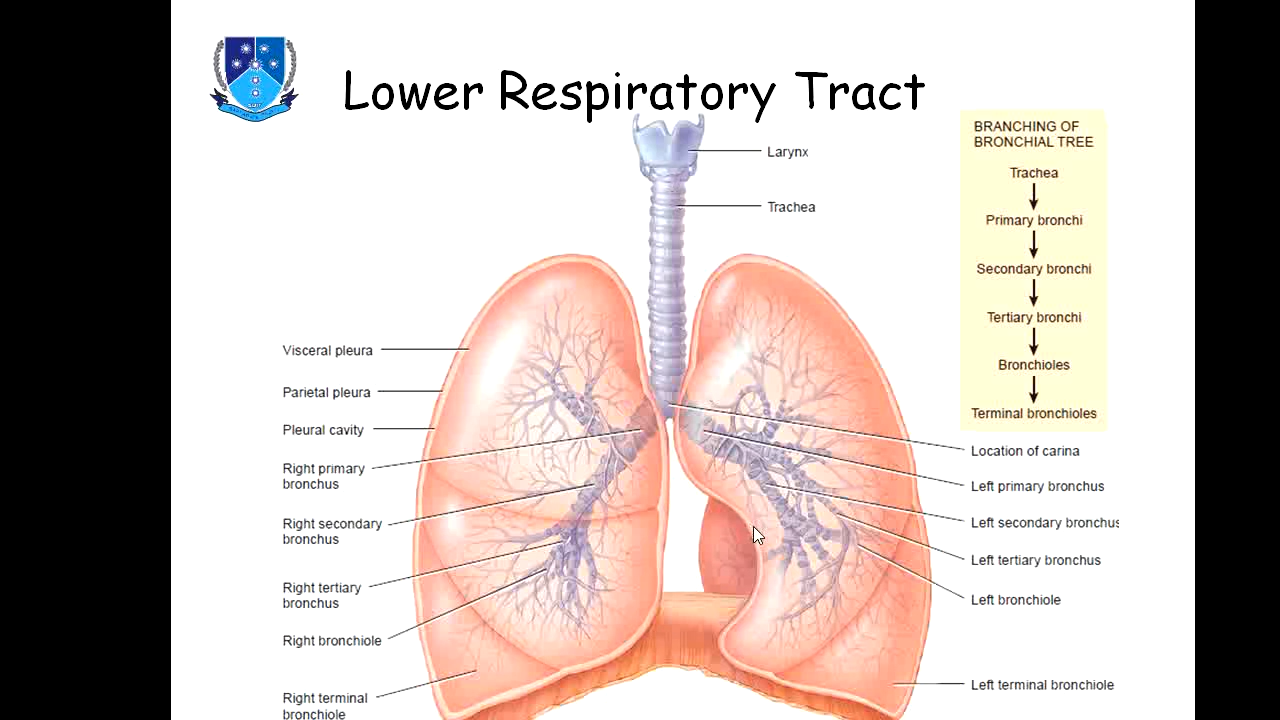 Lower Respiratory Tract
BRANCHING OF
BRONCHIAL TREE
Trachea
Primary bronchi
Secondary bronchi
Tertiary bronchi
Bronchioles
Terminal bronchioles
Larynx
Trachea
Visceral pleura
Parietal pleura
Pleural cavity
Right primary
bronchus
Right secondary
bronchus
Right tertiary
bronchus
Right bronchiole
Right terminal
bronchiole
Location of carina
Left primary bronchus
Left secondary bronchus
Left tertiary bronchus
Left bronchiole
Left terminal bronchiole